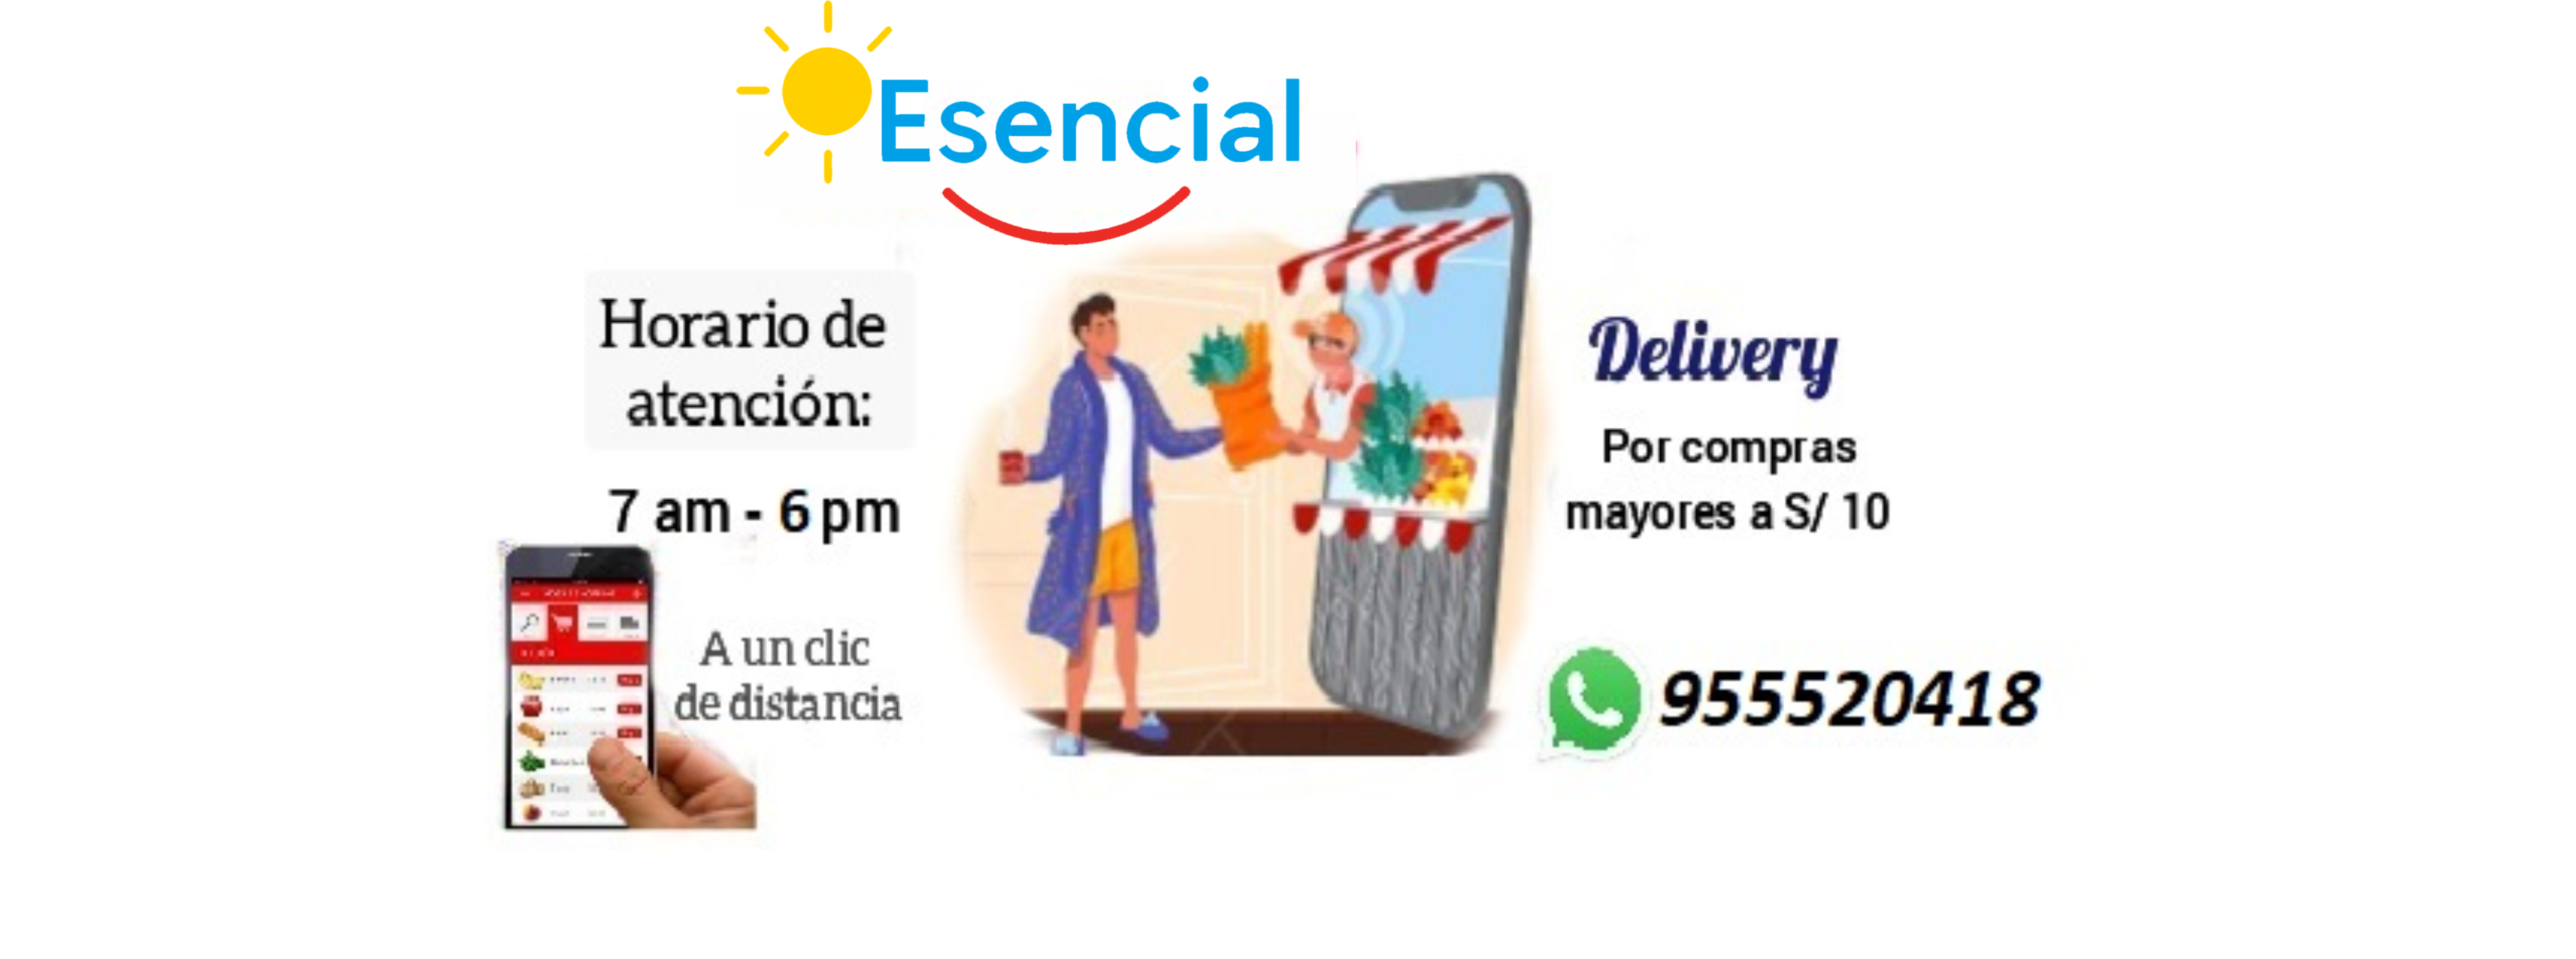 Esencial
Horario de
atención:
7 am - 6 pm
A un clic
de distancia
Delivery
Por compras
mayores a S/ 10
955520418